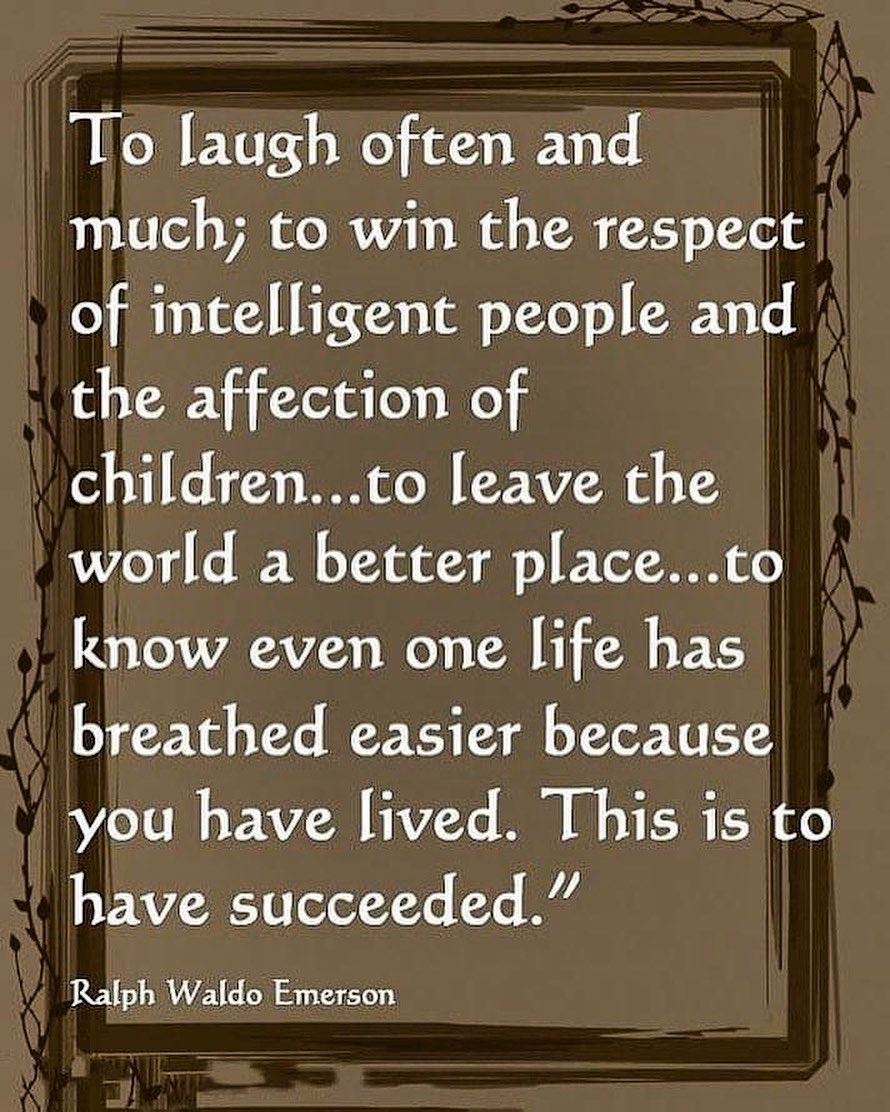 To laugh often and
much; to win the respect
of intelligent people and
the affection of
children...to leave the
world a better place...to
know even one life has
breathed easier because
you have lived. This is to
have succeeded."
Ralph Waldo Emerson